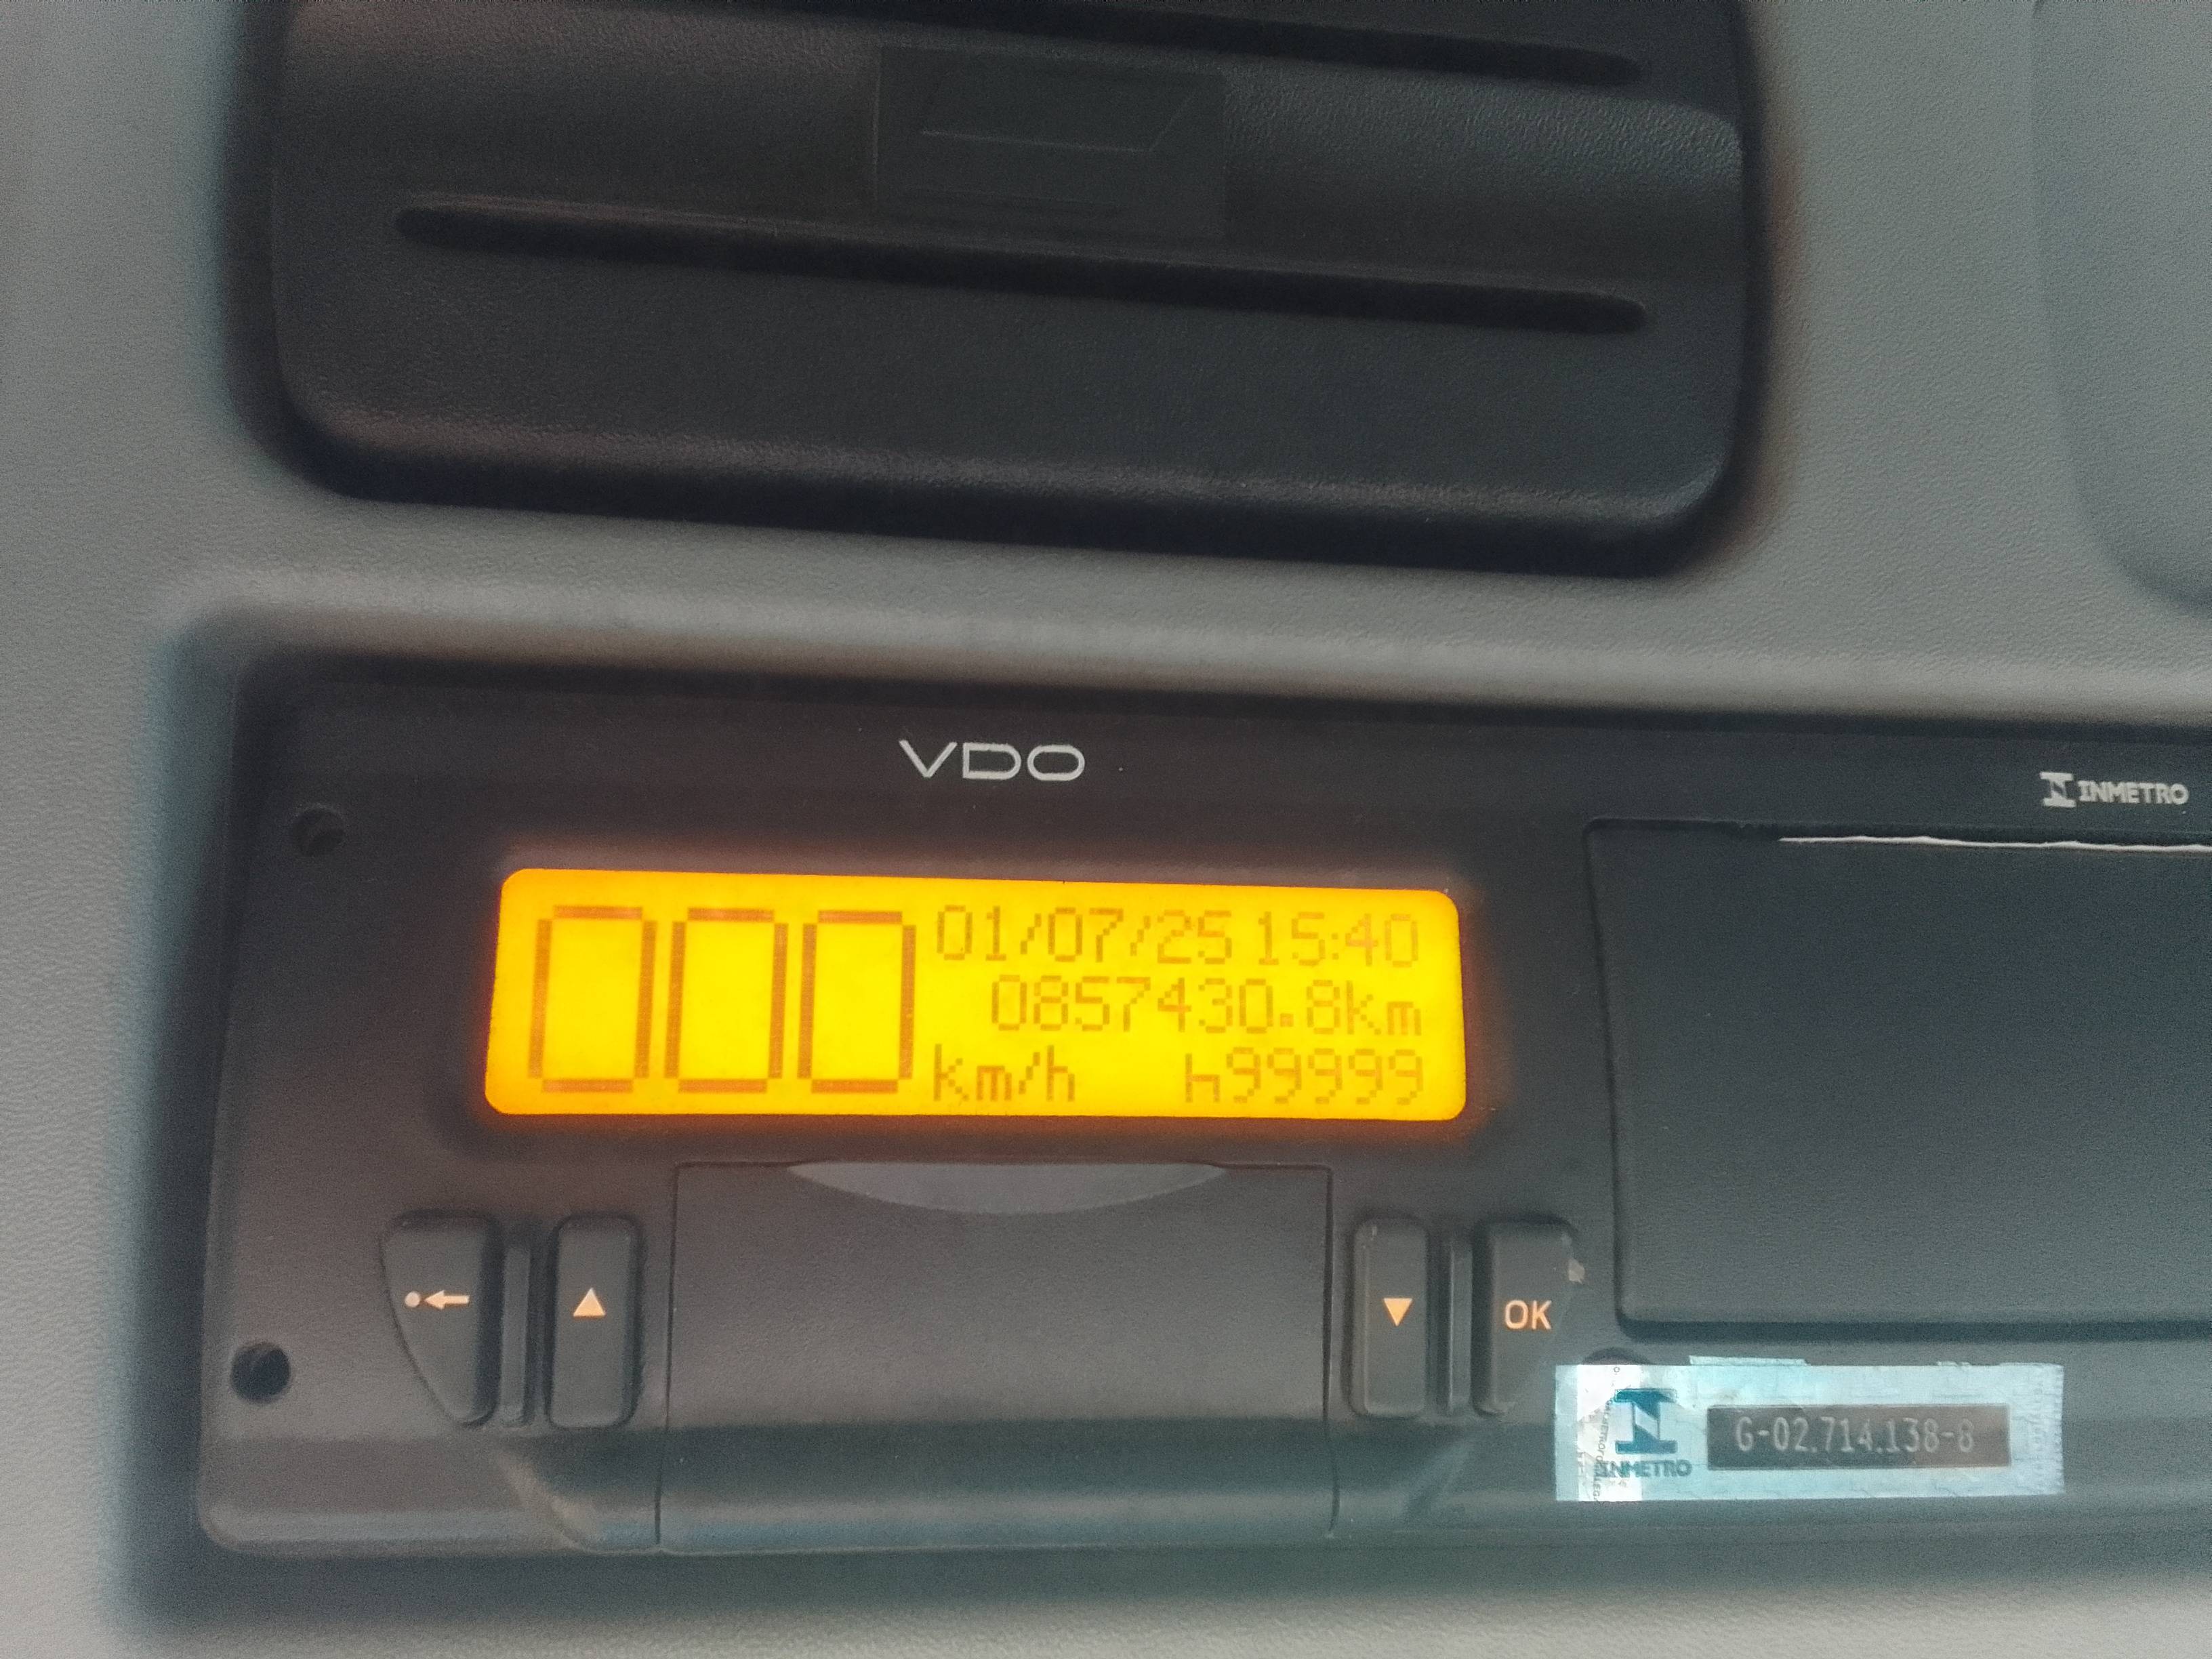 VDO
INMETRO
000
01/07/25 15:40
0857430.8km
km/h h99999
OK
INMETRO
G-02.714.138-8